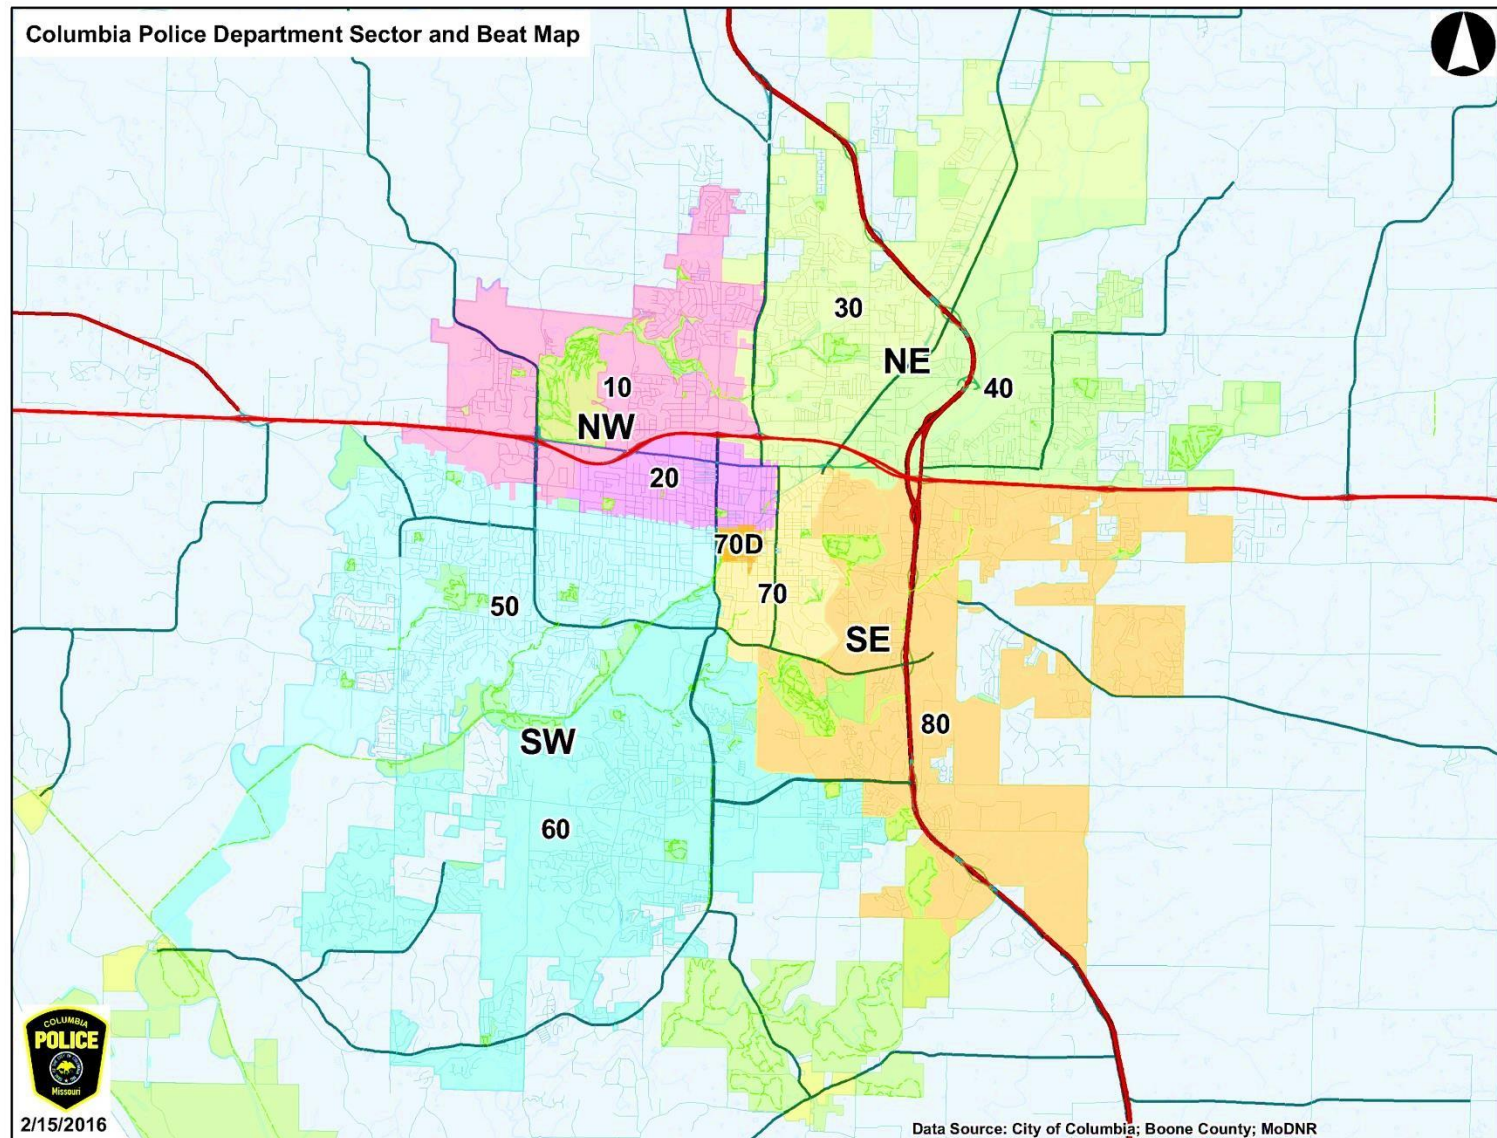 Columbia Police Department Sector and Beat Map
30
NE
10
40
NW
20
70D
70
50
SE
80
SW
60
COLUMBIA
POLICE
Missouri
2/15/2016
Data Source: City of Columbia; Boone County; MoDNR